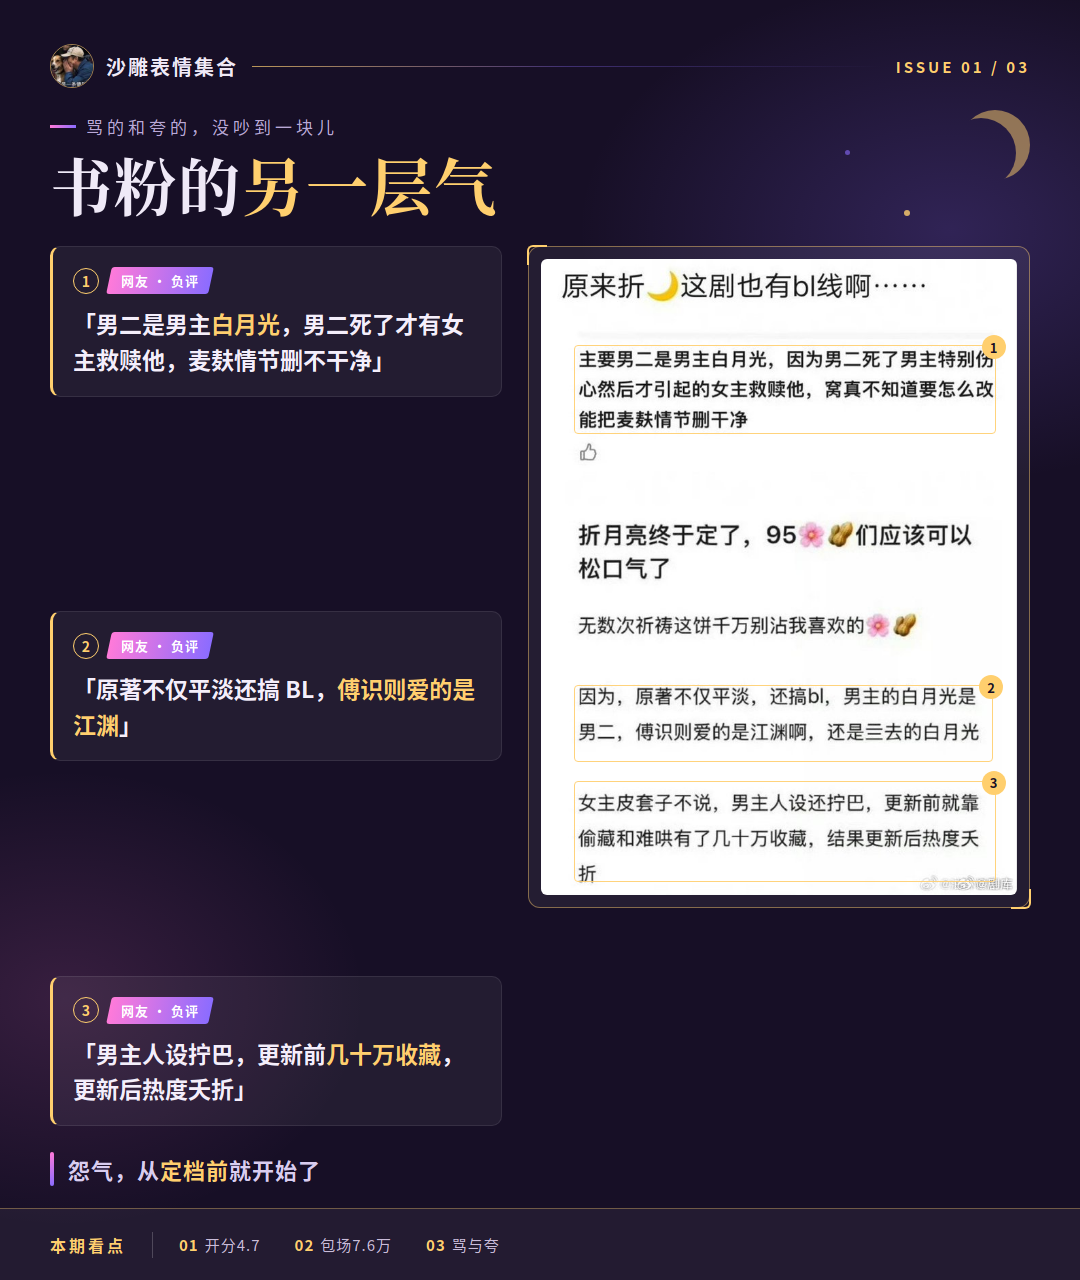 沙雕表情集合
ISSUE 01 / 03
骂的和夸的，没吵到一块儿
书粉的另一层气
1 网友 · 负评
「男二是男主白月光，男二死了才有女
主救赎他，麦麸情节删不干净」
2 网友 · 负评
「原著不仅平淡还搞 BL，傅识则爱的是
江渊」
3 网友 · 负评
「男主人设拧巴，更新前几十万收藏，
更新后热度夭折」
怨气，从定档前就开始了
原来折🌙这剧也有bl线啊……
1
主要男二是男主白月光，因为男二死了男主特别伤
心然后才引起的女主救赎他，窝真不知道要怎么改
能把麦麸情节删干净
折月亮终于定了，95🌸🥜们应该可以
松口气了
无数次祈祷这饼千万别沾我喜欢的🌸🥜
2
因为，原著不仅平淡，还搞bl，男主的白月光是
男二，傅识则爱的是江渊啊，还是亖去的白月光
3
女主皮套子不说，男主人设还拧巴，更新前就靠
偷藏和难哄有了几十万收藏，结果更新后热度夭
折
@剧库
本期看点
01 开分4.7
02 包场7.6万
03 骂与夸